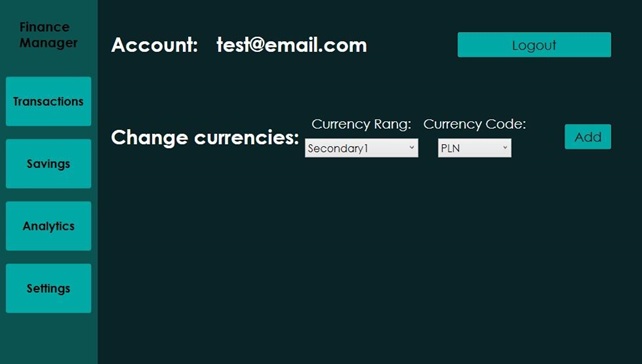 Finance
Manager
Transactions
Savings
Analytics
Settings
Account: test@email.com
Logout
Change currencies:
Currency Rang: Currency Code:
Secondary1 PLN
Add